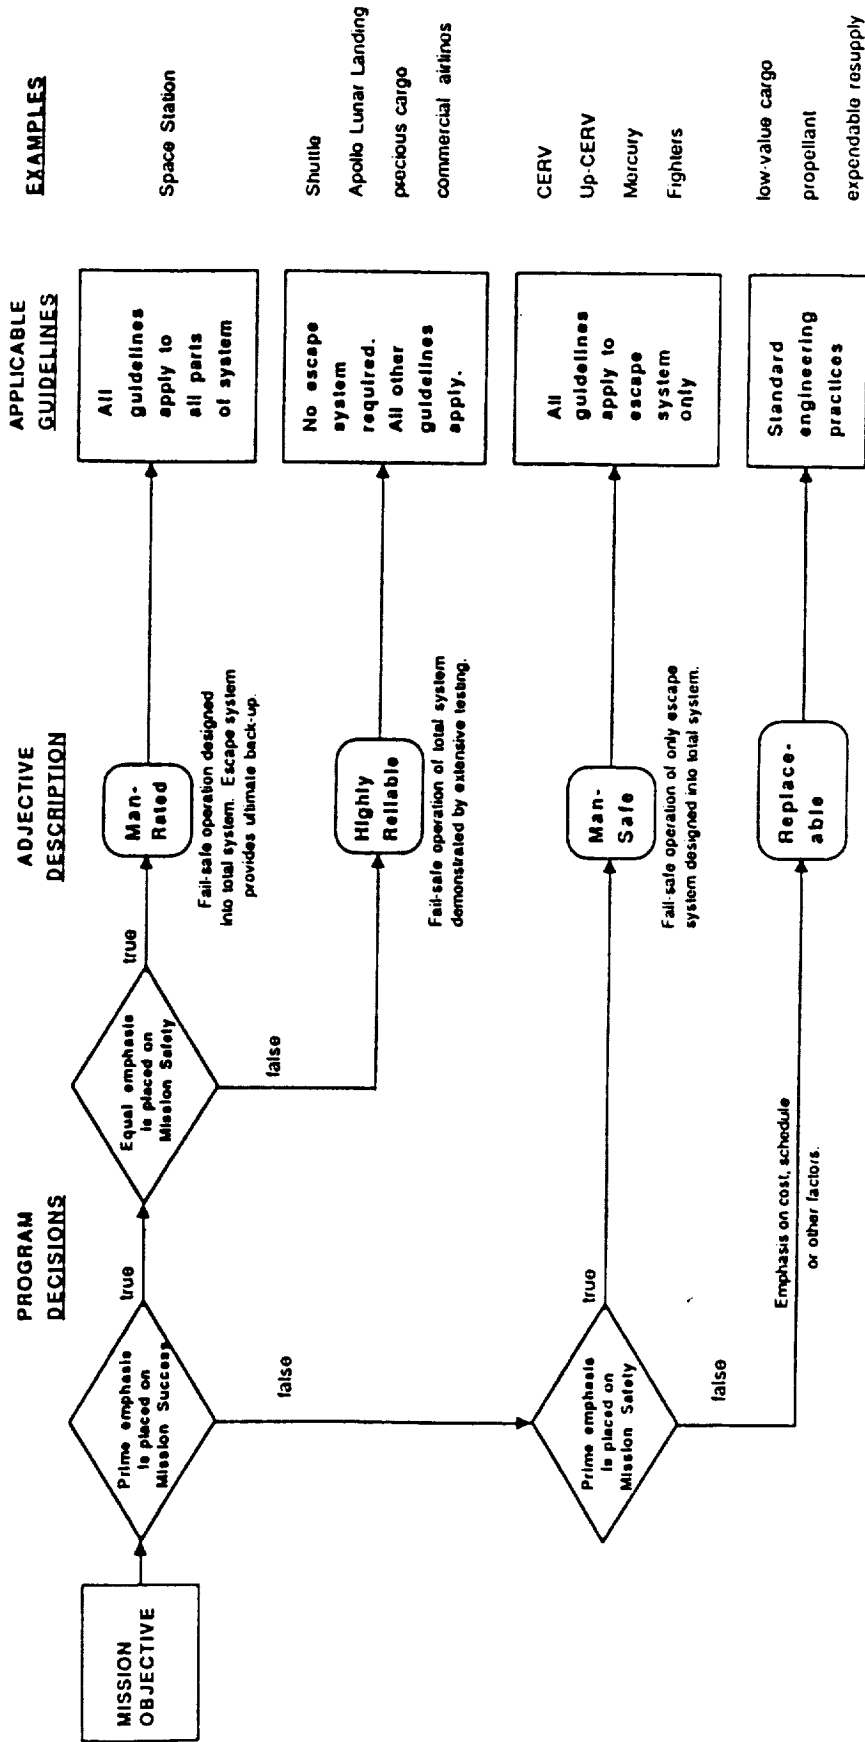 PROGRAM
DECISIONS
ADJECTIVE
DESCRIPTION
APPLICABLE
GUIDELINES
EXAMPLES
MISSION
OBJECTIVE
Prime emphasis
is placed on
Mission Success
true
false
Equal emphasis
is placed on
Mission Safety
true
false
Man-
Rated
Fail-safe operation designed
into total system. Escape system
provides ultimate back-up.
All
guidelines
apply to
all parts
of system
Space Station
Highly
Reliable
Fail-safe operation of total system
demonstrated by extensive testing.
No escape
system
required.
All other
guidelines
apply.
Shuttle
Apollo Lunar Landing
precious cargo
commercial airlines
Prime emphasis
is placed on
Mission Safety
true
false
Man-
Safe
Fail-safe operation of only escape
system designed into total system.
All
guidelines
apply to
escape
system
only
CERV
Up-CERV
Mercury
Fighters
Emphasis on cost, schedule
or other factors.
Replace-
able
Standard
engineering
practices
low-value cargo
propellant
expendable resupply